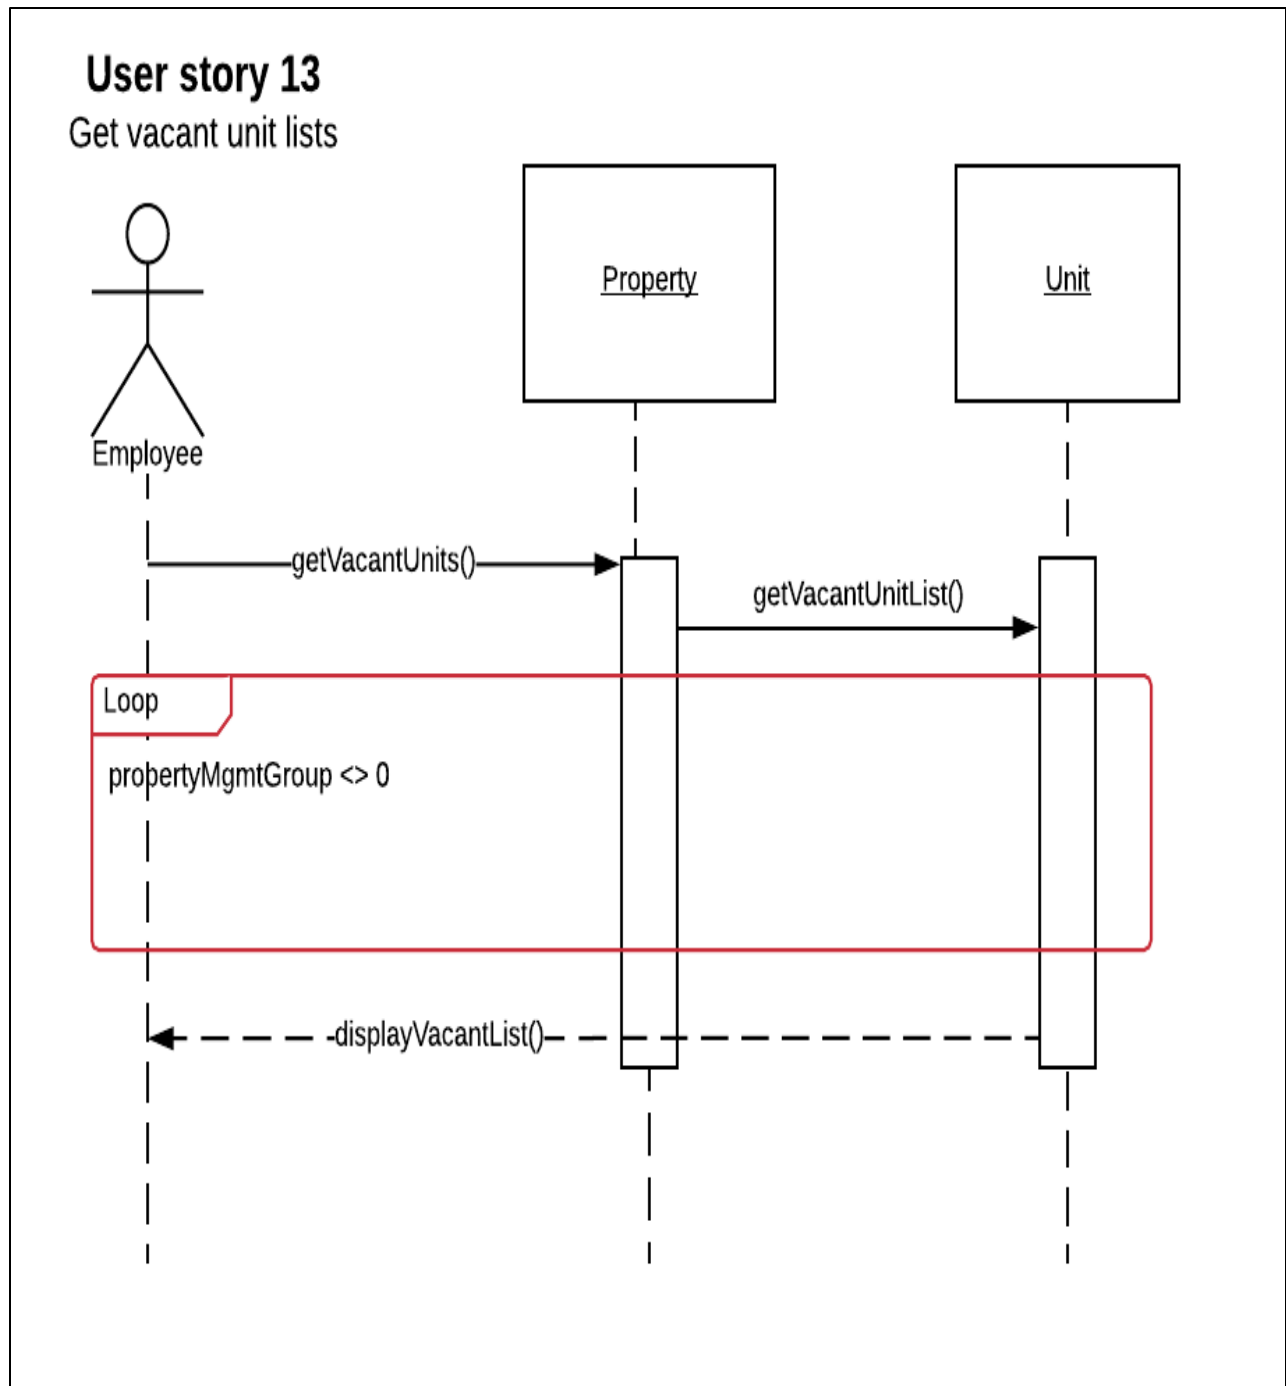 User story 13
Get vacant unit lists
Property
Unit
Employee
getVacantUnits()
getVacantUnitList()
Loop
propertyMgmtGroup <> 0
displayVacantList()